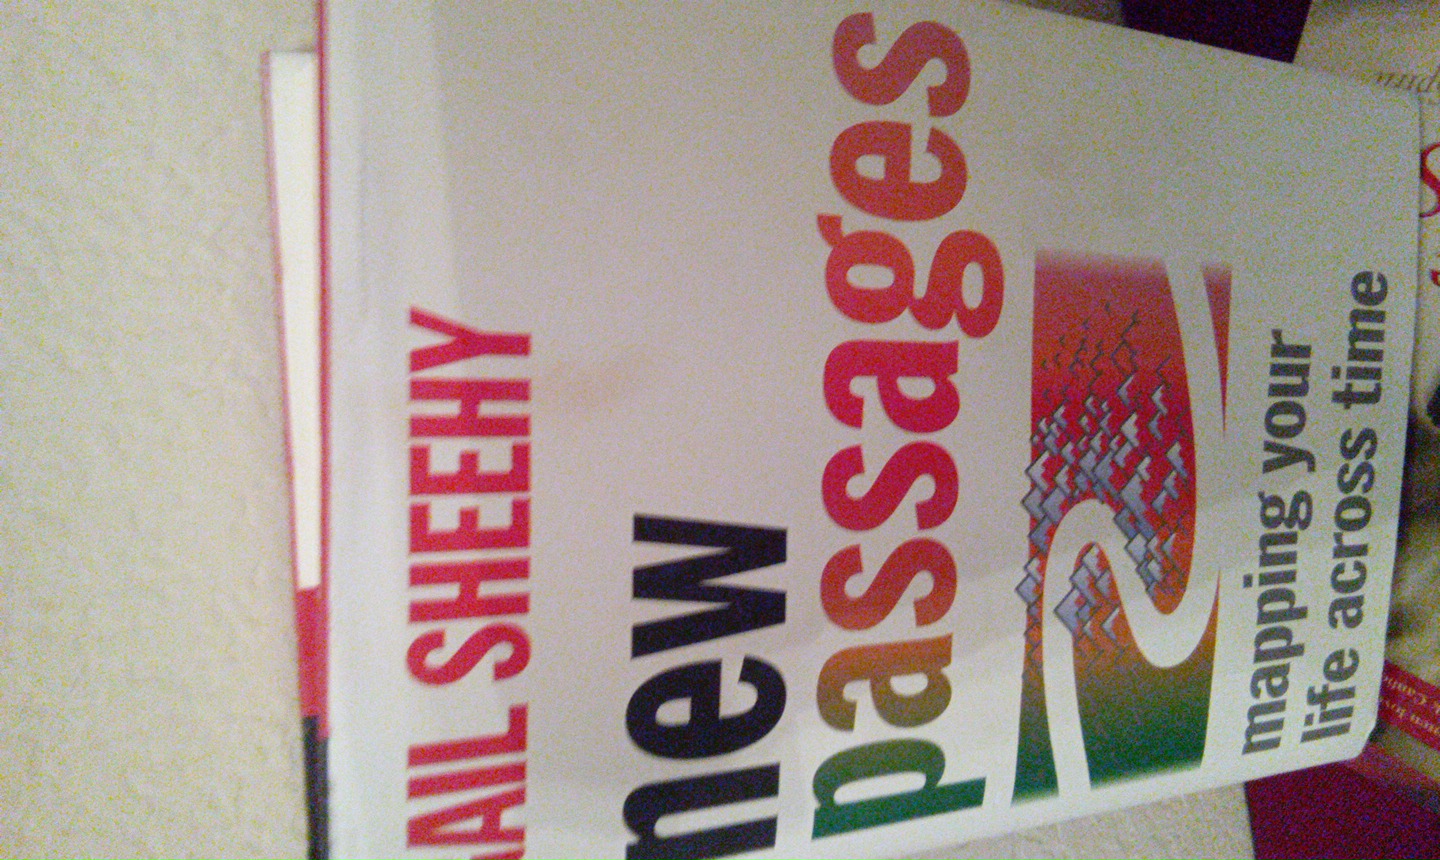 AIL SHEEHY
new
passages
mapping your
life across time